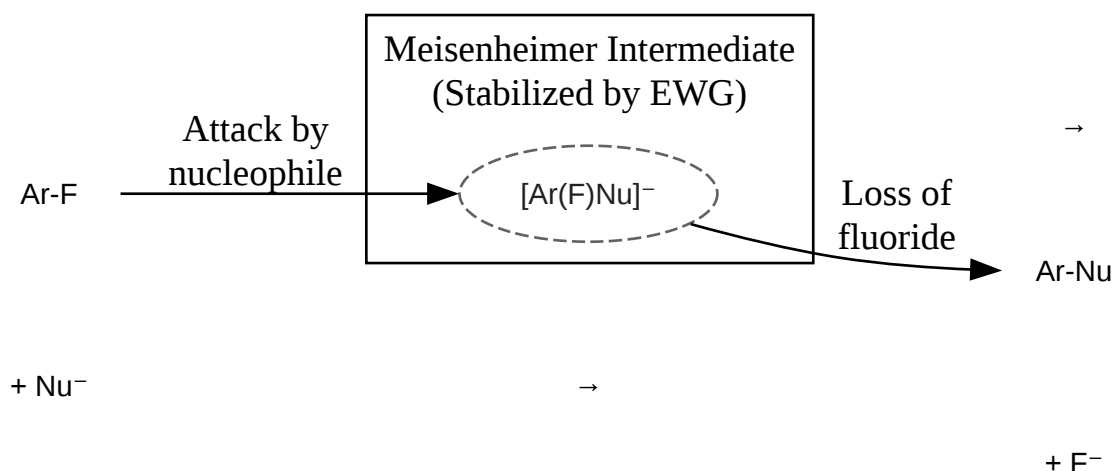 Meisenheimer Intermediate
(Stabilized by EWG)
Attack by
nucleophile
→
Ar-F
[Ar(F)Nu]⁻
Loss of
fluoride
Ar-Nu
+ Nu⁻
→
+ F⁻